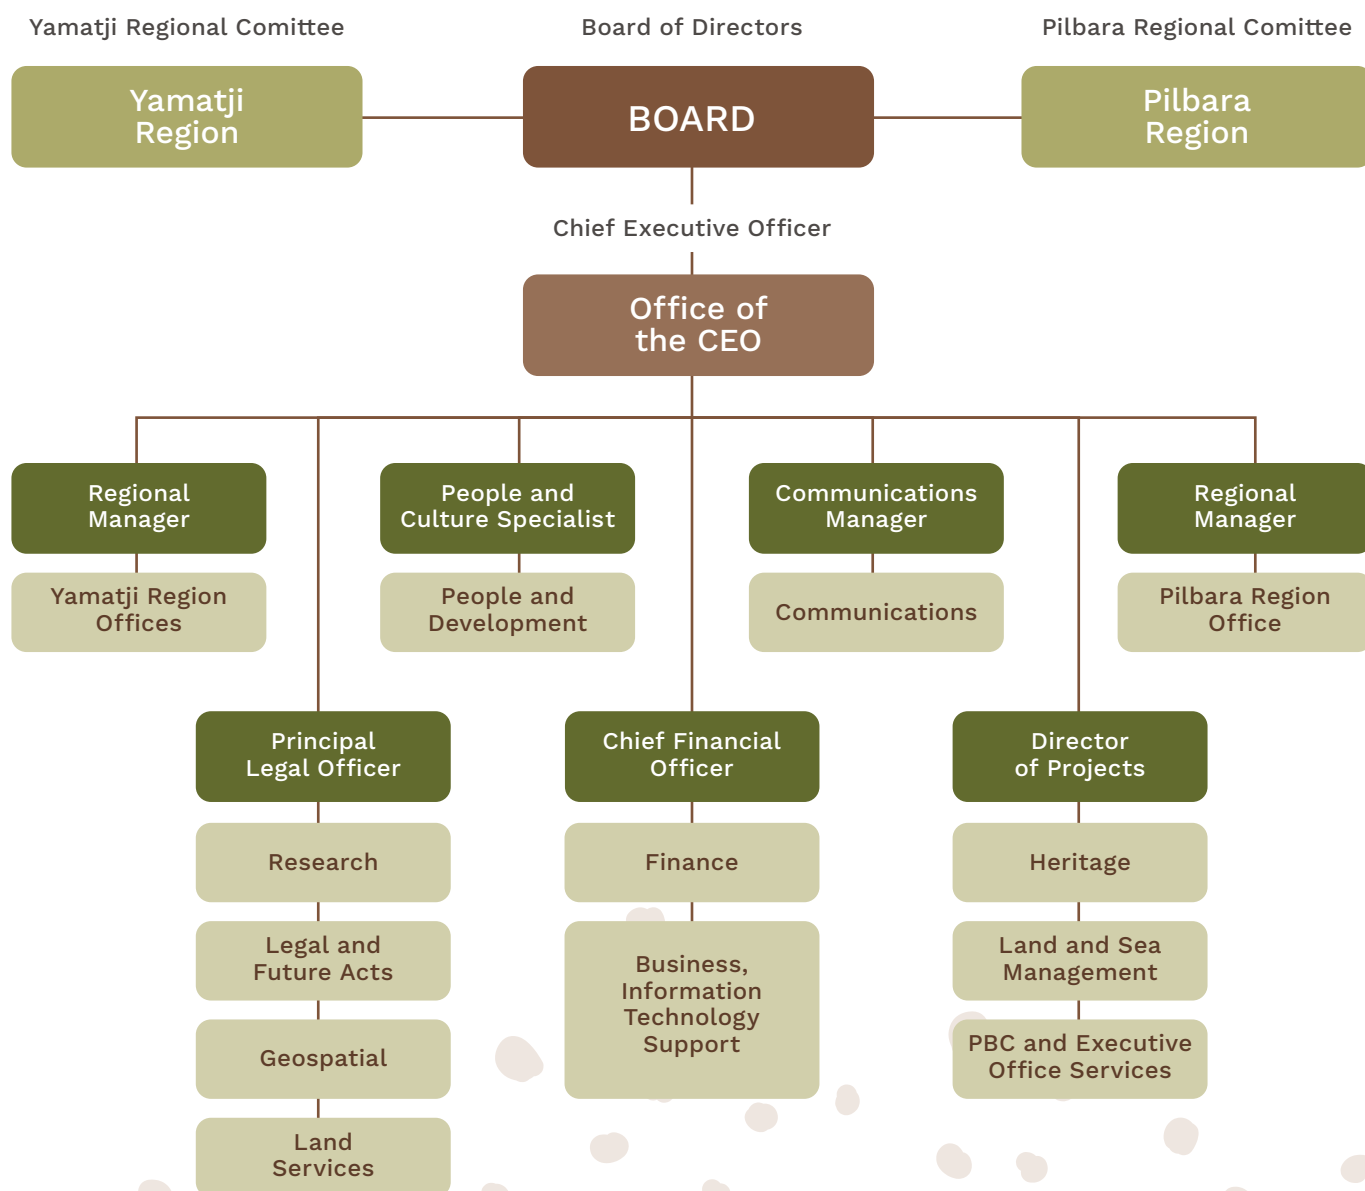 Yamatji Regional Comittee
Board of Directors
Pilbara Regional Comittee
Yamatji
Region
BOARD
Pilbara
Region
Chief Executive Officer
Office of
the CEO
Regional
Manager
People and
Culture Specialist
Communications
Manager
Regional
Manager
Yamatji Region
Offices
People and
Development
Communications
Pilbara Region
Office
Principal
Legal Officer
Chief Financial
Officer
Director
of Projects
Research
Finance
Heritage
Legal and
Future Acts
Business,
Information
Technology
Support
Land and Sea
Management
Geospatial
PBC and Executive
Office Services
Land
Services